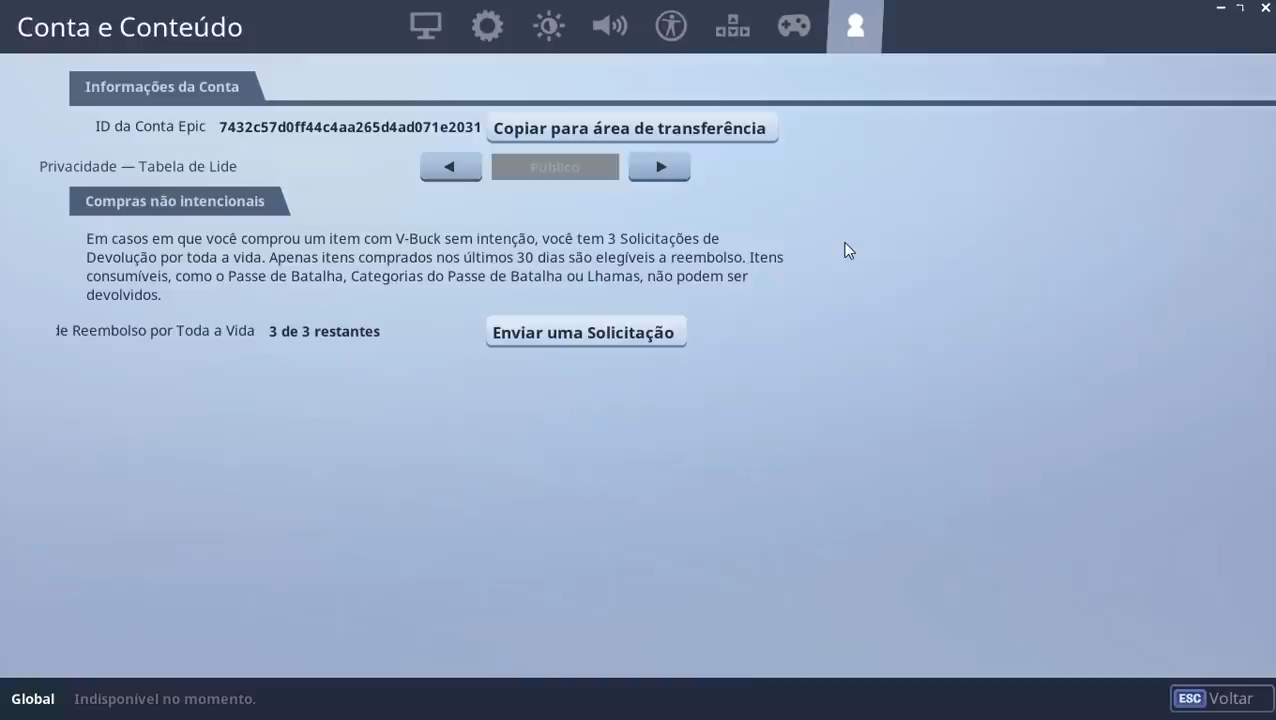 Conta e Conteúdo
Informações da Conta
ID da Conta Epic 7432c57d0ff44c4aa265d4ad071e2031 Copiar para área de transferência
Privacidade — Tabela de Lide
Público
Compras não intencionais
Em casos em que você comprou um item com V-Buck sem intenção, você tem 3 Solicitações de
Devolução por toda a vida. Apenas itens comprados nos últimos 30 dias são elegíveis a reembolso. Itens
consumíveis, como o Passe de Batalha, Categorias do Passe de Batalha ou Lhamas, não podem ser
devolvidos.
de Reembolso por Toda a Vida 3 de 3 restantes Enviar uma Solicitação
Global Indisponível no momento.
ESC Voltar